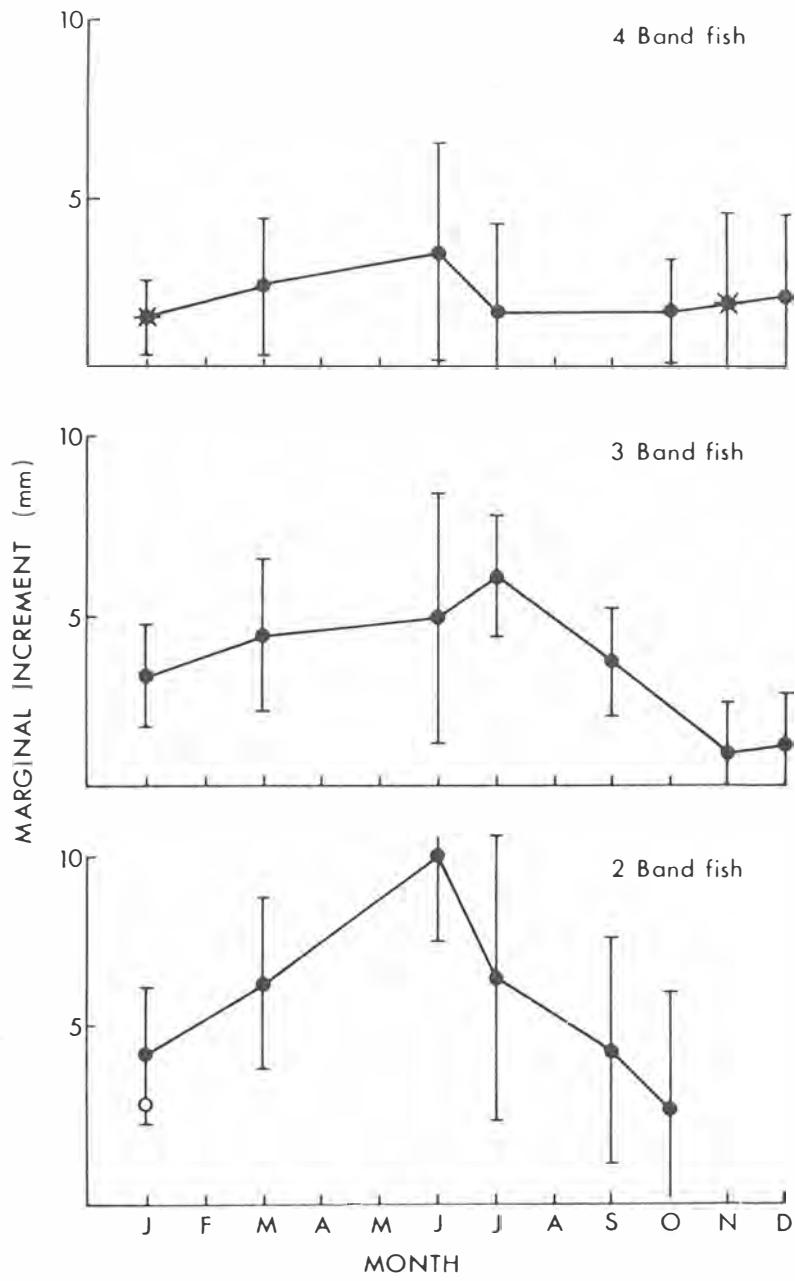 10
4 Band fish
5
10
3 Band fish
5
MARGINAL INCREMENT (mm)
10
2 Band fish
5
J F M A M J J A S O N D
MONTH